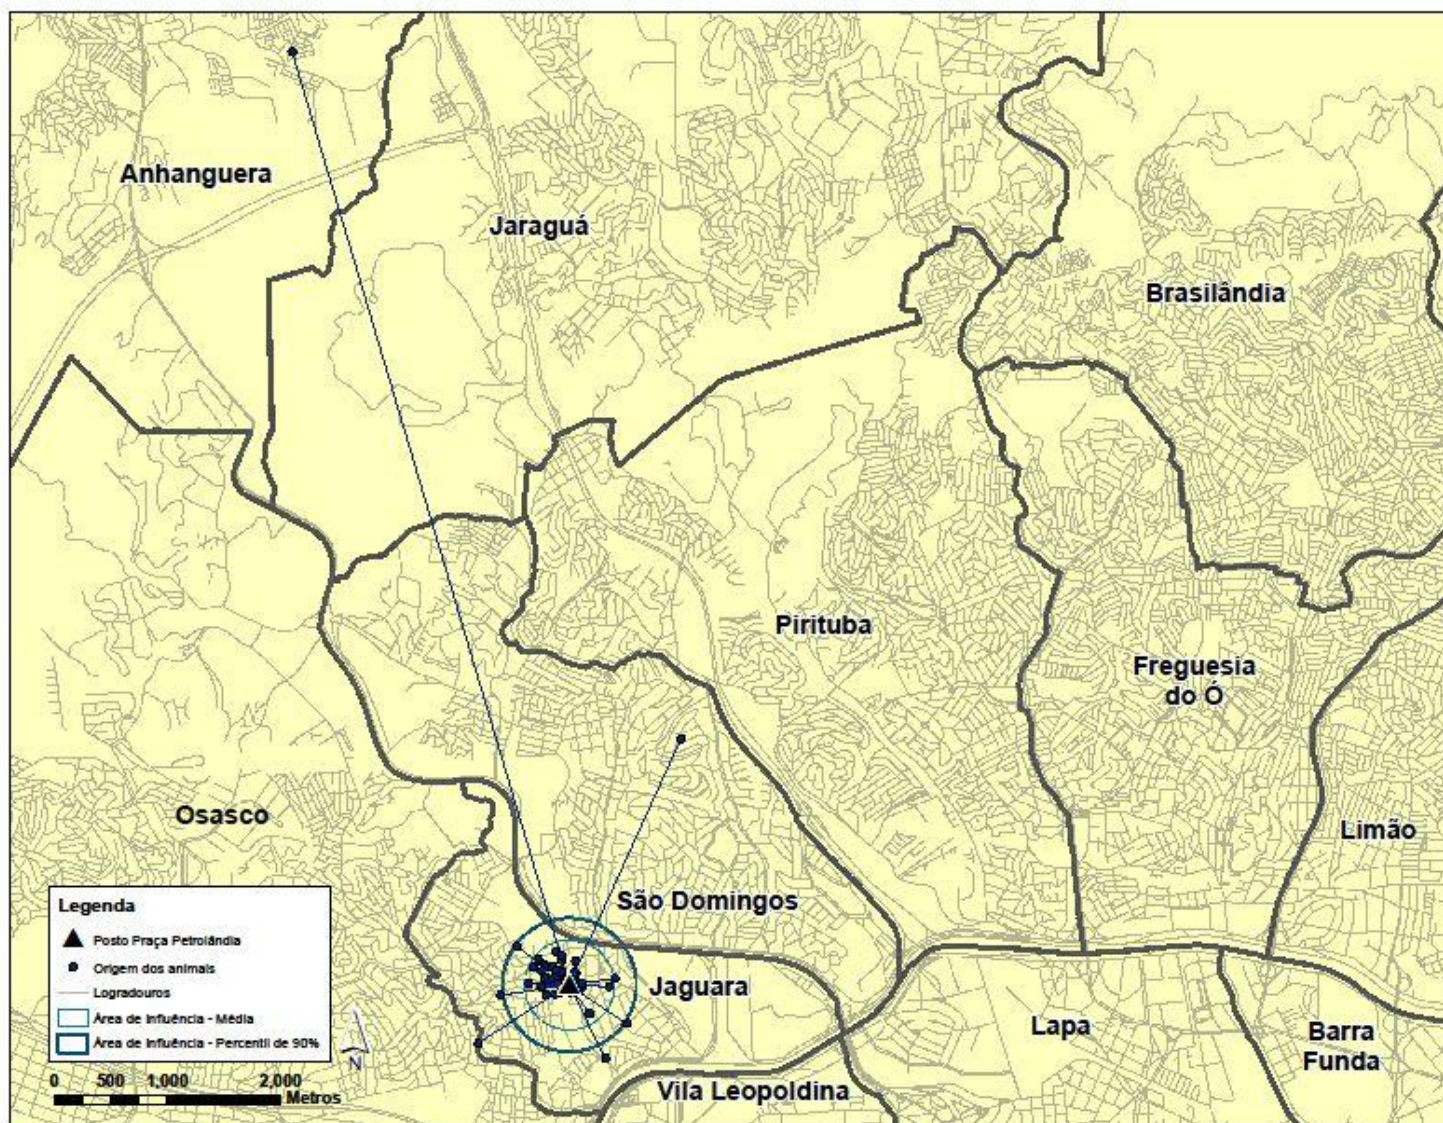 Anhanguera
Jaraguá
Brasilândia
Pirituba
Freguesia
do Ó
Osasco
Limão
São Domingos
Jaguara
Lapa
Barra
Funda
Vila Leopoldina
Legenda
Posto Praça Petrolândia
Origem dos animais
Logradouros
Área de Influência - Média
Área de Influência - Percentil de 90%
0 500 1,000 2,000
Metros
N